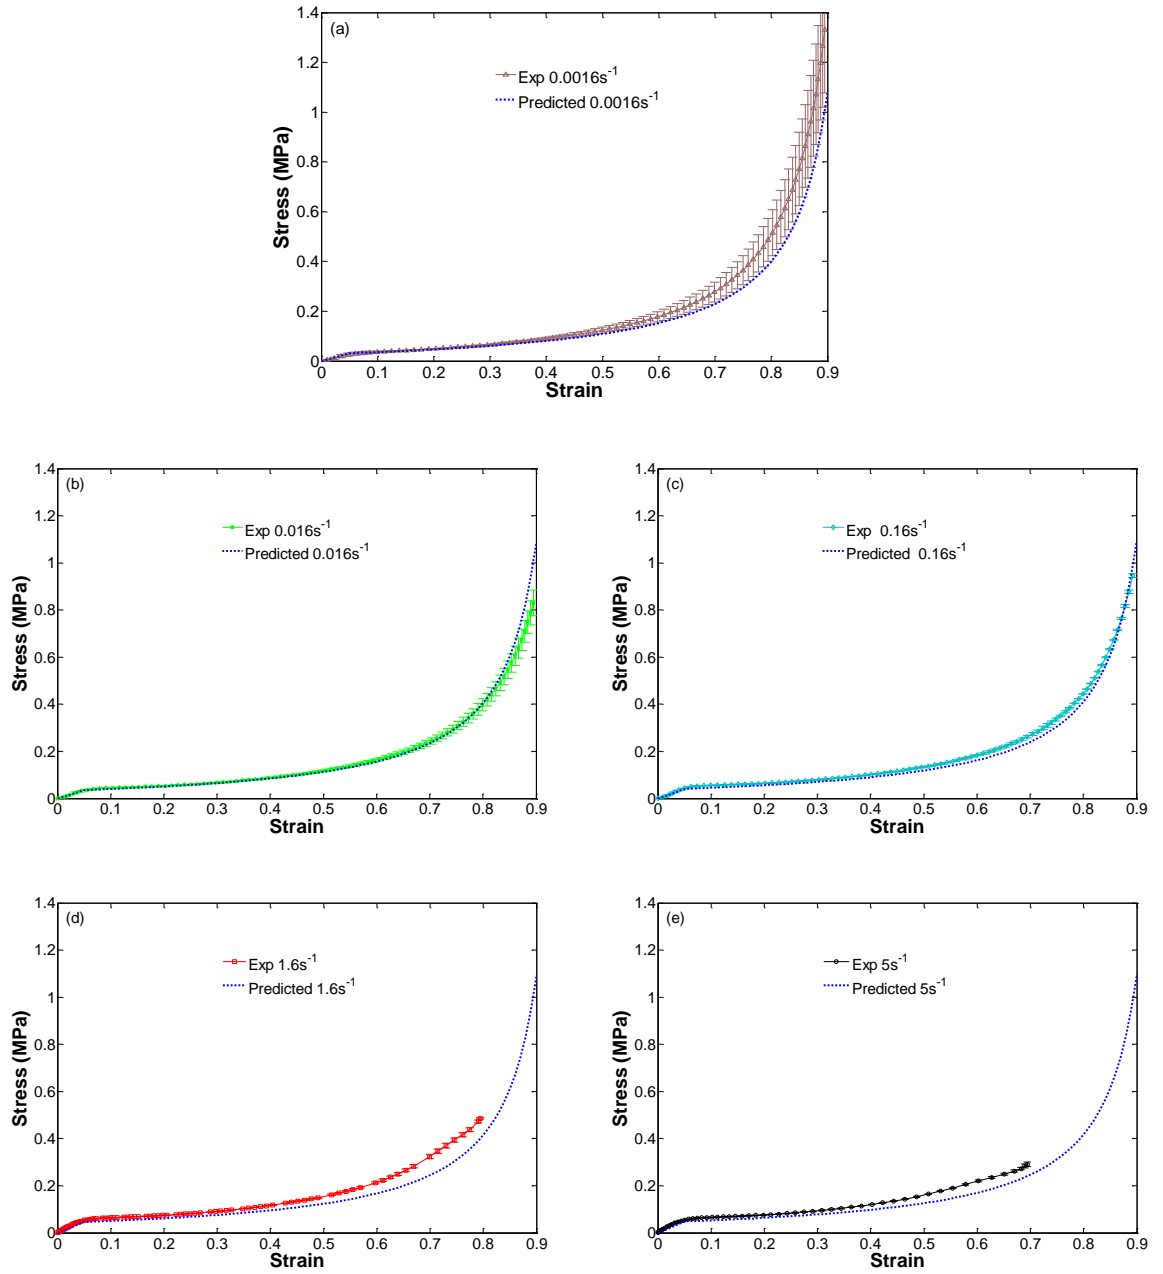 (a)
1.4
1.2
1
0.8
0.6
0.4
0.2
0
Stress (MPa)
Exp 0.0016s⁻¹
Predicted 0.0016s⁻¹
0 0.1 0.2 0.3 0.4 0.5 0.6 0.7 0.8 0.9
Strain
(b)
1.4
1.2
1
0.8
0.6
0.4
0.2
0
Stress (MPa)
Exp 0.016s⁻¹
Predicted 0.016s⁻¹
0 0.1 0.2 0.3 0.4 0.5 0.6 0.7 0.8 0.9
Strain
(c)
1.4
1.2
1
0.8
0.6
0.4
0.2
0
Stress (MPa)
Exp 0.16s⁻¹
Predicted 0.16s⁻¹
0 0.1 0.2 0.3 0.4 0.5 0.6 0.7 0.8 0.9
Strain
(d)
1.4
1.2
1
0.8
0.6
0.4
0.2
0
Stress (MPa)
Exp 1.6s⁻¹
Predicted 1.6s⁻¹
0 0.1 0.2 0.3 0.4 0.5 0.6 0.7 0.8 0.9
Strain
(e)
1.4
1.2
1
0.8
0.6
0.4
0.2
0
Stress (MPa)
Exp 5s⁻¹
Predicted 5s⁻¹
0 0.1 0.2 0.3 0.4 0.5 0.6 0.7 0.8 0.9
Strain